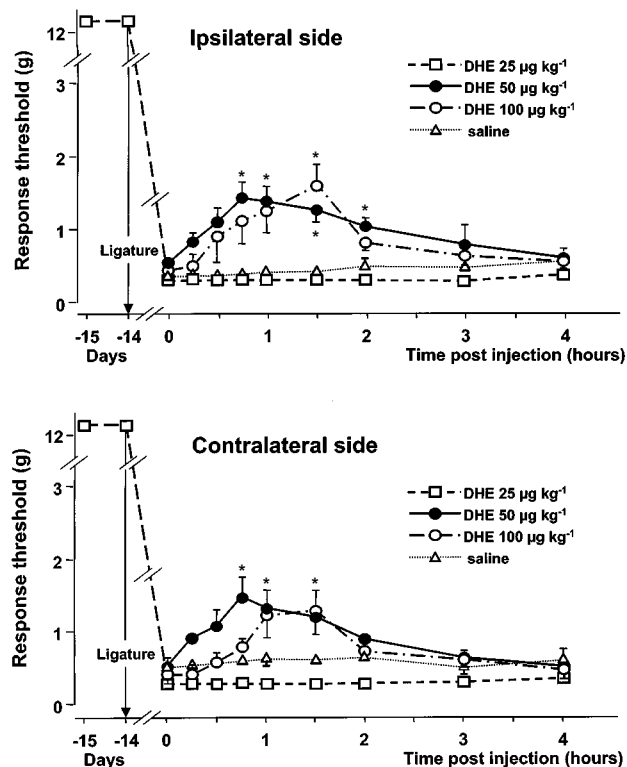 Ipsilateral side
Response threshold (g)
12
3
2
1
0
DHE 25 µg kg-1
DHE 50 µg kg-1
DHE 100 µg kg-1
saline
* * * * *
Ligature
-15 -14 0 1 2 3 4
Days Time post injection (hours)
Contralateral side
Response threshold (g)
12
3
2
1
0
DHE 25 µg kg-1
DHE 50 µg kg-1
DHE 100 µg kg-1
saline
* * *
Ligature
-15 -14 0 1 2 3 4
Days Time post injection (hours)